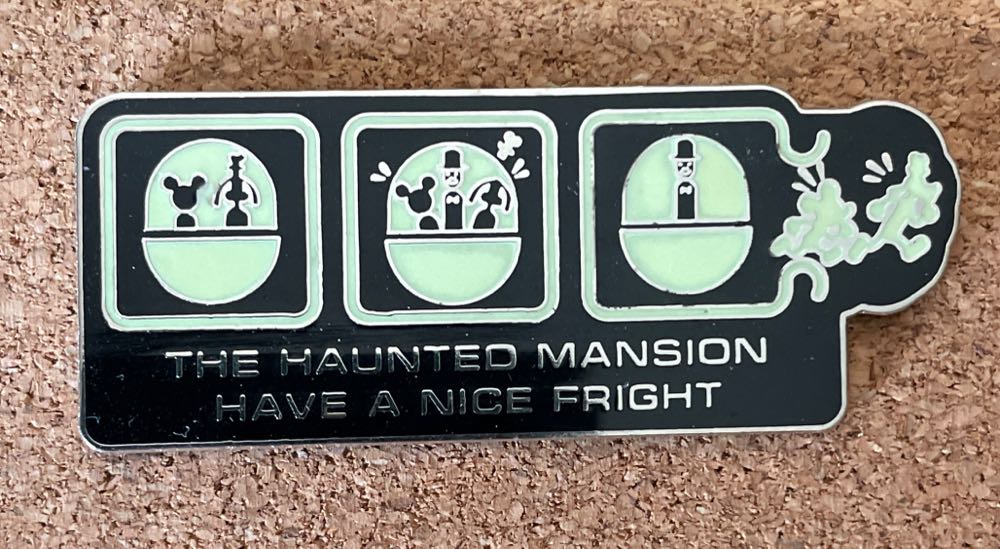 THE HAUNTED MANSION
HAVE A NICE FRIGHT